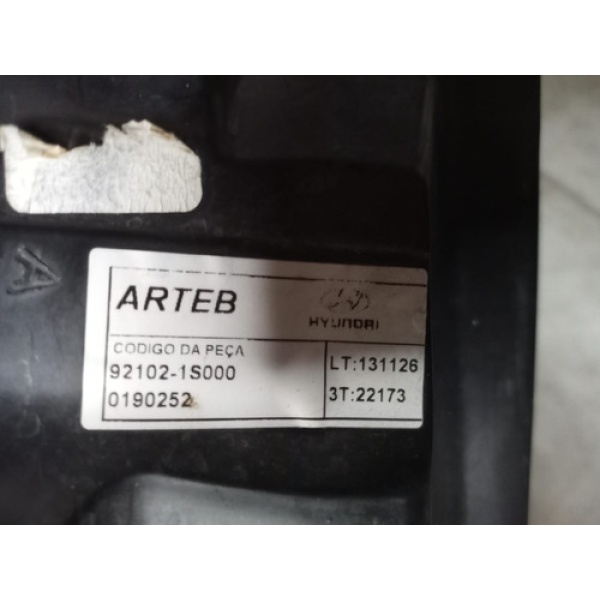 A
ARTEB
HYUNDAI
CODIGO DA PEÇA
92102-1S000
0190252
LT:131126
3T:22173